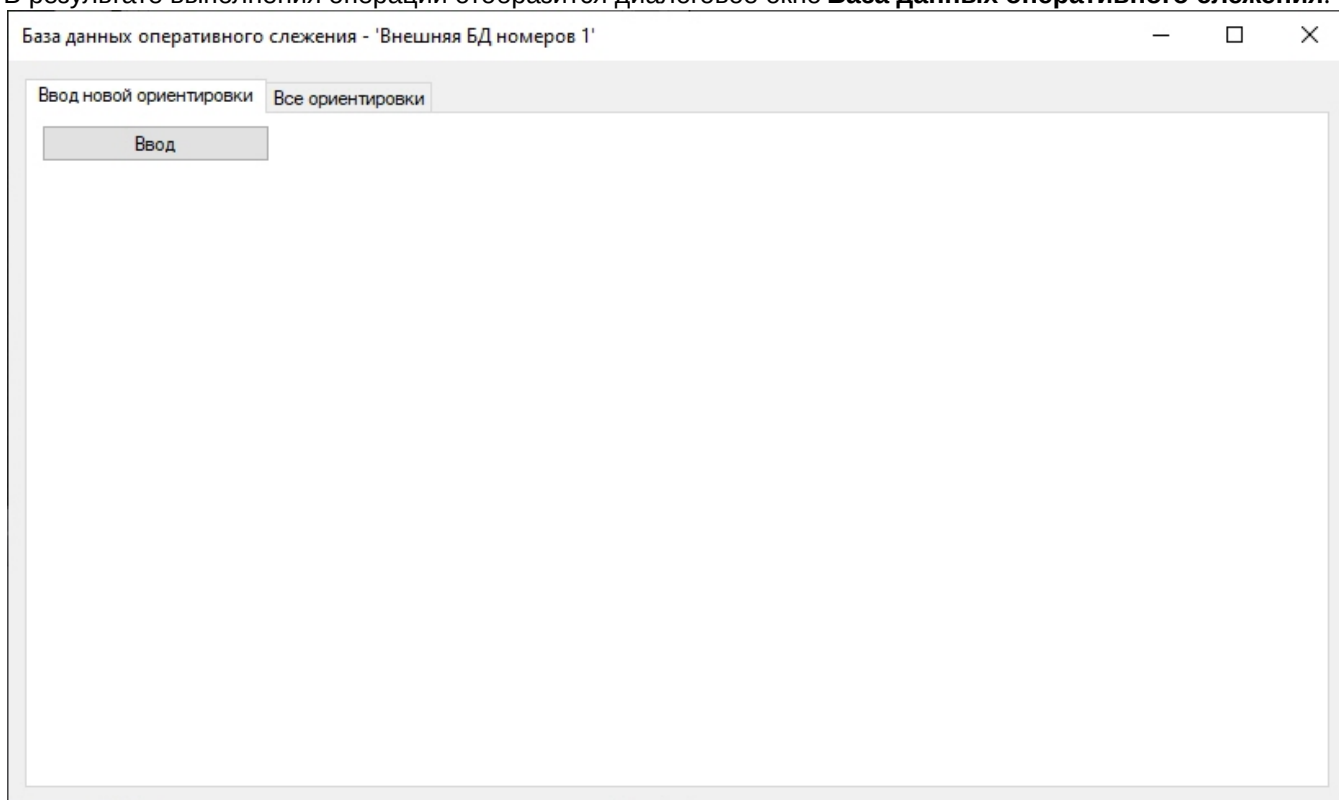 В результате выполнения операции отобразится диалоговое окно База данных оперативного слежения.
База данных оперативного слежения - 'Внешняя БД номеров 1'
Ввод новой ориентировки Все ориентировки
Ввод